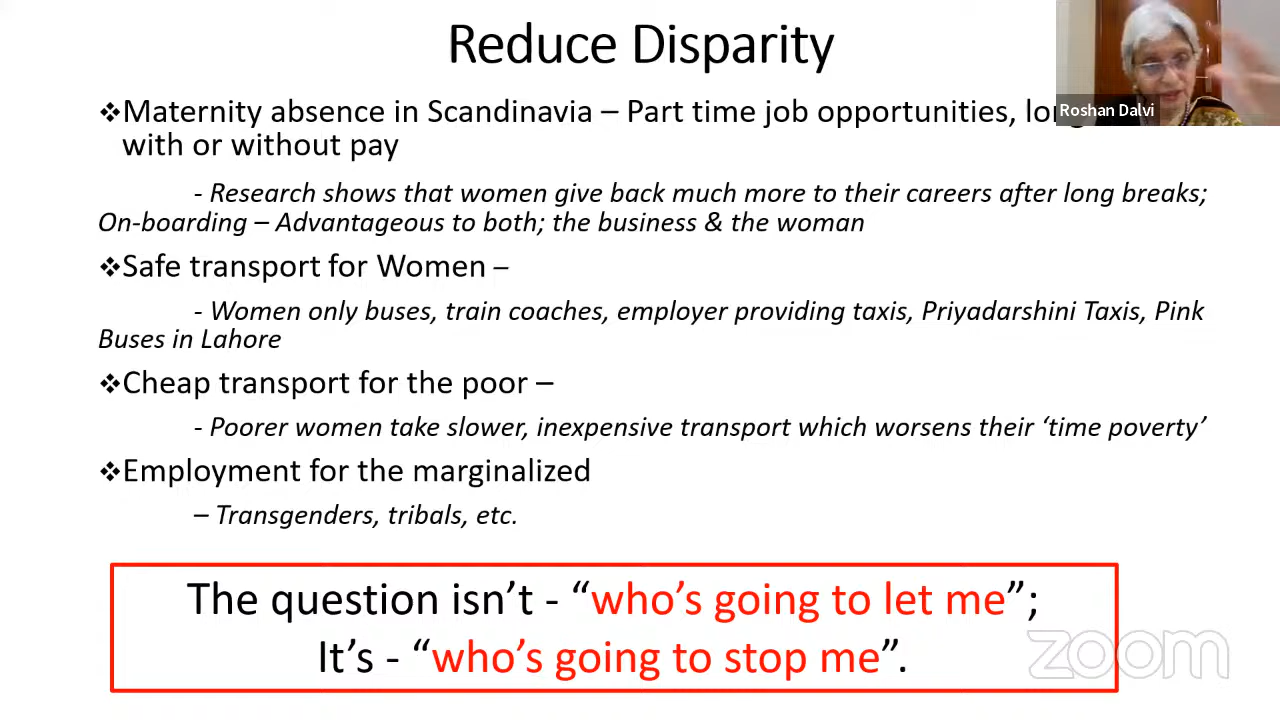 Reduce Disparity
Roshan Dalvi
❖Maternity absence in Scandinavia – Part time job opportunities,
with or without pay
- Research shows that women give back much more to their careers after long breaks;
On-boarding – Advantageous to both; the business & the woman
❖Safe transport for Women –
- Women only buses, train coaches, employer providing taxis, Priyadarshini Taxis, Pink
Buses in Lahore
❖Cheap transport for the poor –
- Poorer women take slower, inexpensive transport which worsens their ‘time poverty’
❖Employment for the marginalized
– Transgenders, tribals, etc.
The question isn’t - “who’s going to let me”;
It’s - “who’s going to stop me”.
zoom